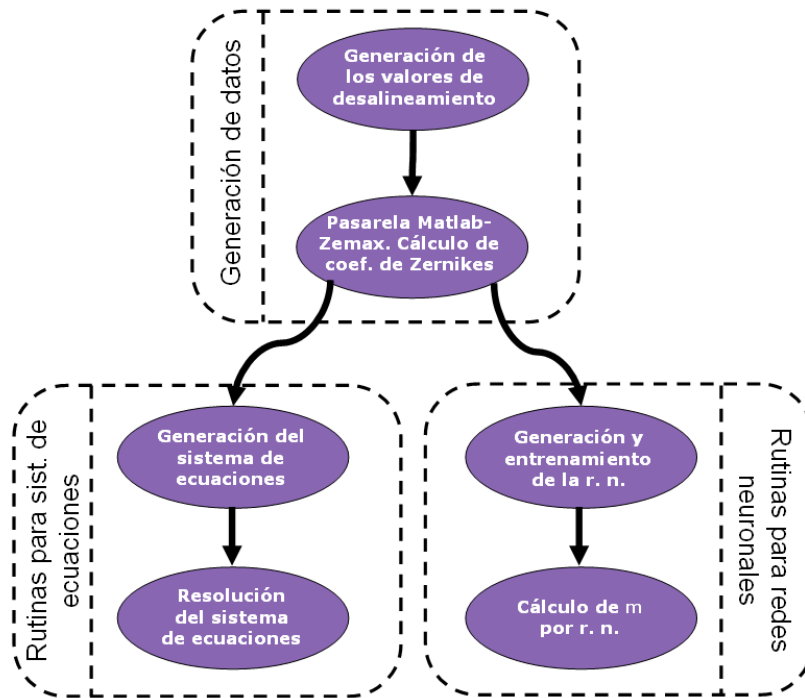 Generación de datos
Generación de
los valores de
desalineamiento
Pasarela Matlab-
Zemax. Cálculo de
coef. de Zernikes
Rutinas para sist. de
ecuaciones
Generación del
sistema de
ecuaciones
Resolución
del sistema
de ecuaciones
Generación y
entrenamiento
de la r. n.
Cálculo de m
por r. n.
Rutinas para redes
neuronales